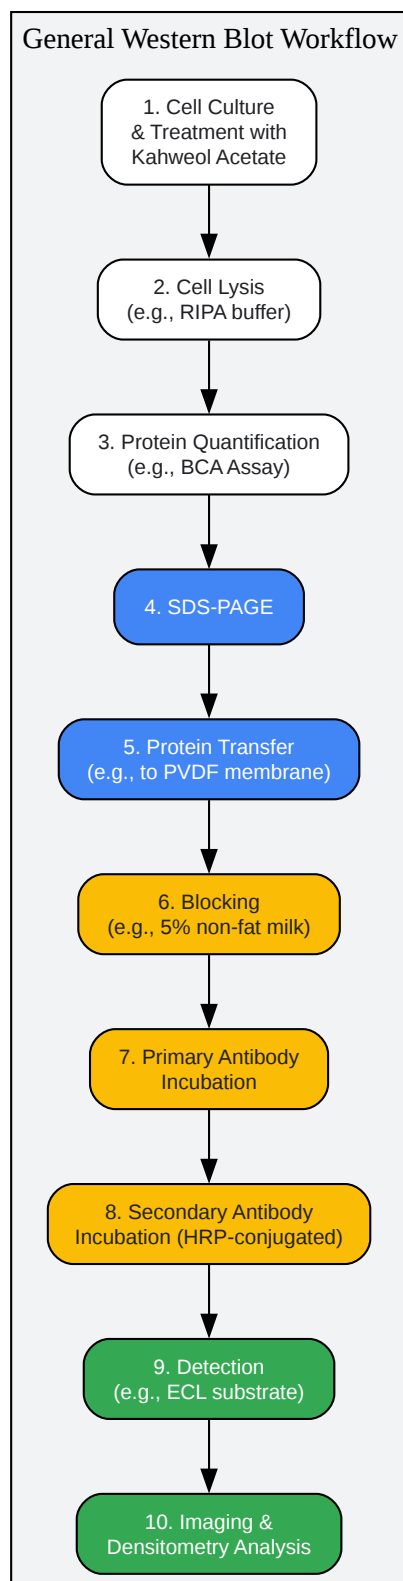 General Western Blot Workflow
1. Cell Culture
& Treatment with
Kahweol Acetate
2. Cell Lysis
(e.g., RIPA buffer)
3. Protein Quantification
(e.g., BCA Assay)
4. SDS-PAGE
5. Protein Transfer
(e.g., to PVDF membrane)
6. Blocking
(e.g., 5% non-fat milk)
7. Primary Antibody
Incubation
8. Secondary Antibody
Incubation (HRP-conjugated)
9. Detection
(e.g., ECL substrate)
10. Imaging &
Densitometry Analysis